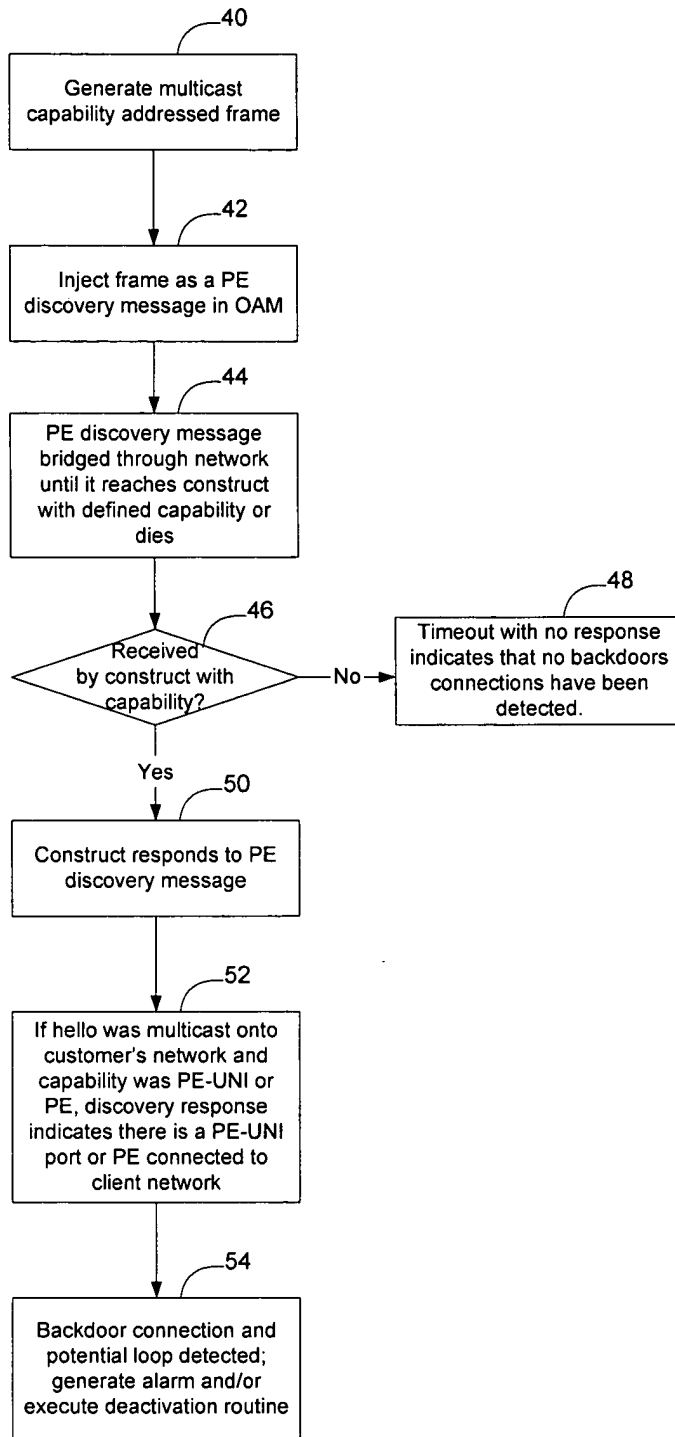 40
Generate multicast
capability addressed frame
42
Inject frame as a PE
discovery message in OAM
44
PE discovery message
bridged through network
until it reaches construct
with defined capability or
dies
46
Received
by construct with
capability?
No
48
Timeout with no response
indicates that no backdoors
connections have been
detected.
Yes
50
Construct responds to PE
discovery message
52
If hello was multicast onto
customer's network and
capability was PE-UNI or
PE, discovery response
indicates there is a PE-UNI
port or PE connected to
client network
54
Backdoor connection and
potential loop detected;
generate alarm and/or
execute deactivation routine